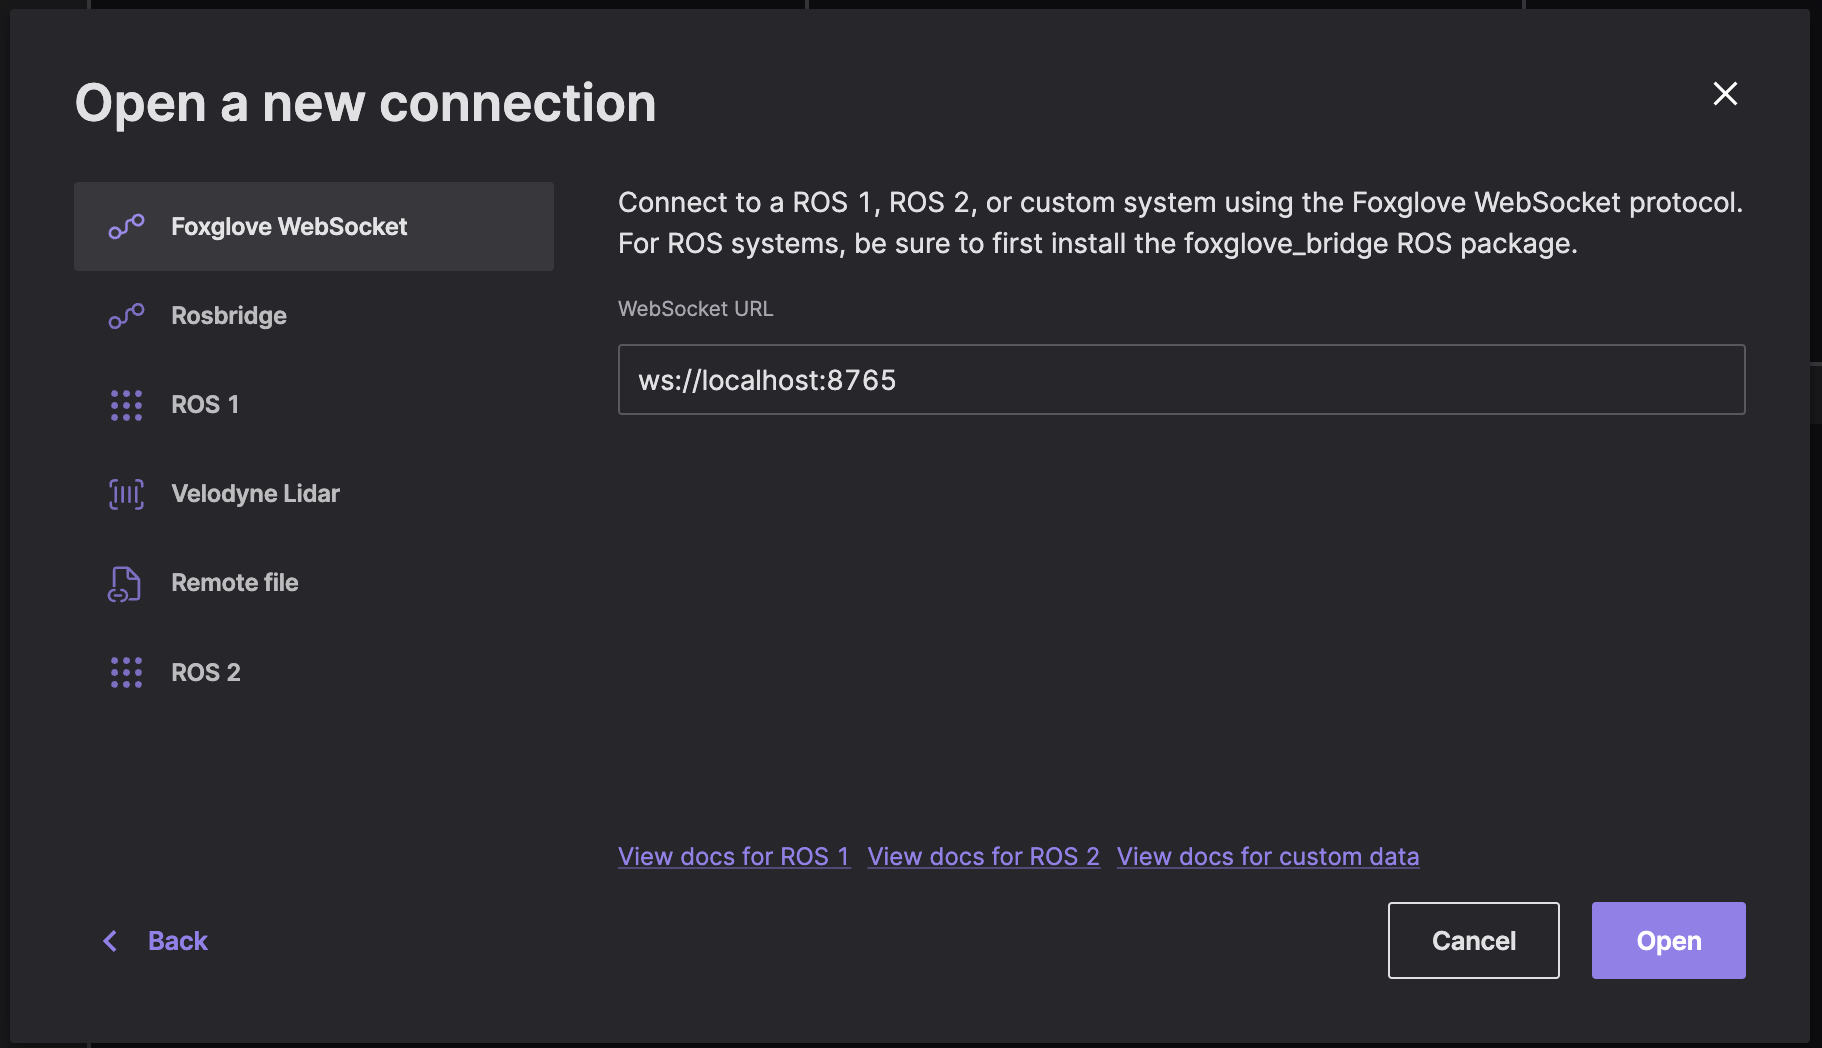 Open a new connection
Foxglove WebSocket
Rosbridge
ROS 1
Velodyne Lidar
Remote file
ROS 2
Connect to a ROS 1, ROS 2, or custom system using the Foxglove WebSocket protocol.
For ROS systems, be sure to first install the foxglove_bridge ROS package.
WebSocket URL
ws://localhost:8765
View docs for ROS 1 View docs for ROS 2 View docs for custom data
Back
Cancel
Open